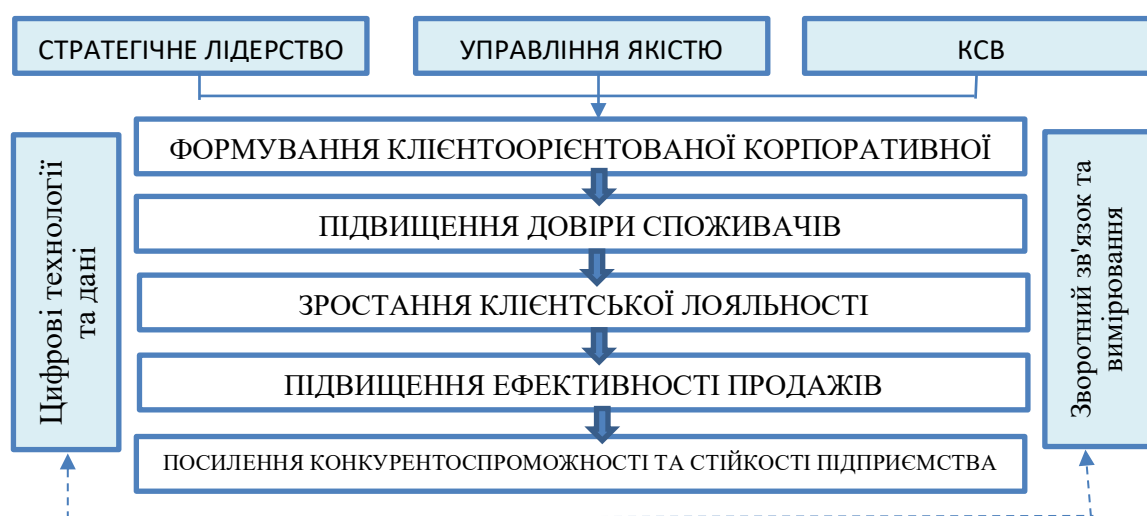 СТРАТЕГІЧНЕ ЛІДЕРСТВО
УПРАВЛІННЯ ЯКІСТЮ
КСВ
Цифрові технології
та дані
ФОРМУВАННЯ КЛІЄНТООРІЄНТОВАНОЇ КОРПОРАТИВНОЇ
ПІДВИЩЕННЯ ДОВІРИ СПОЖИВАЧІВ
ЗРОСТАННЯ КЛІЄНТСЬКОЇ ЛОЯЛЬНОСТІ
ПІДВИЩЕННЯ ЕФЕКТИВНОСТІ ПРОДАЖІВ
ПОСИЛЕННЯ КОНКУРЕНТОСПРОМОЖНОСТІ ТА СТІЙКОСТІ ПІДПРИЄМСТВА
Зворотний зв'язок та
вимірювання